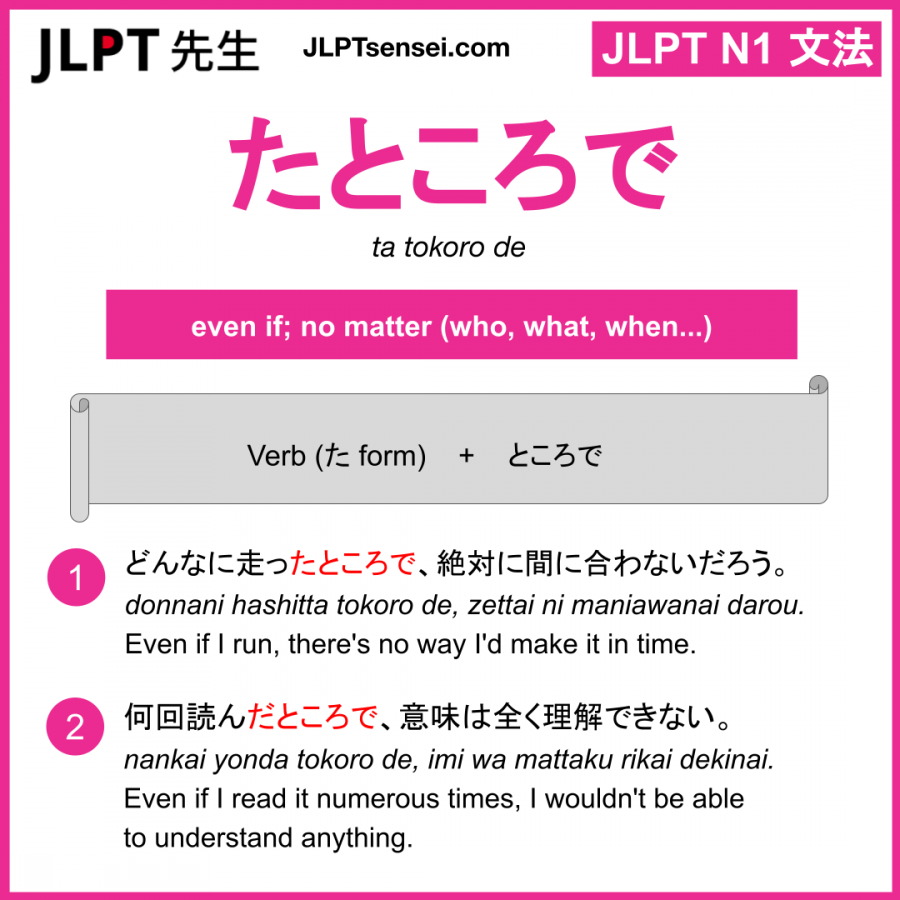 JLPT 先生
JLPTsensei.com
JLPT N1 文法
たところで
ta tokoro de
even if; no matter (who, what, when...)
Verb (た form) + ところで
1
どんなに走ったところで、絶対に間に合わないだろう。
donnani hashitta tokoro de, zettai ni maniawanai darou.
Even if I run, there's no way I'd make it in time.
2
何回読んだところで、意味は全く理解できない。
nankai yonda tokoro de, imi wa mattaku rikai dekinai.
Even if I read it numerous times, I wouldn't be able
to understand anything.